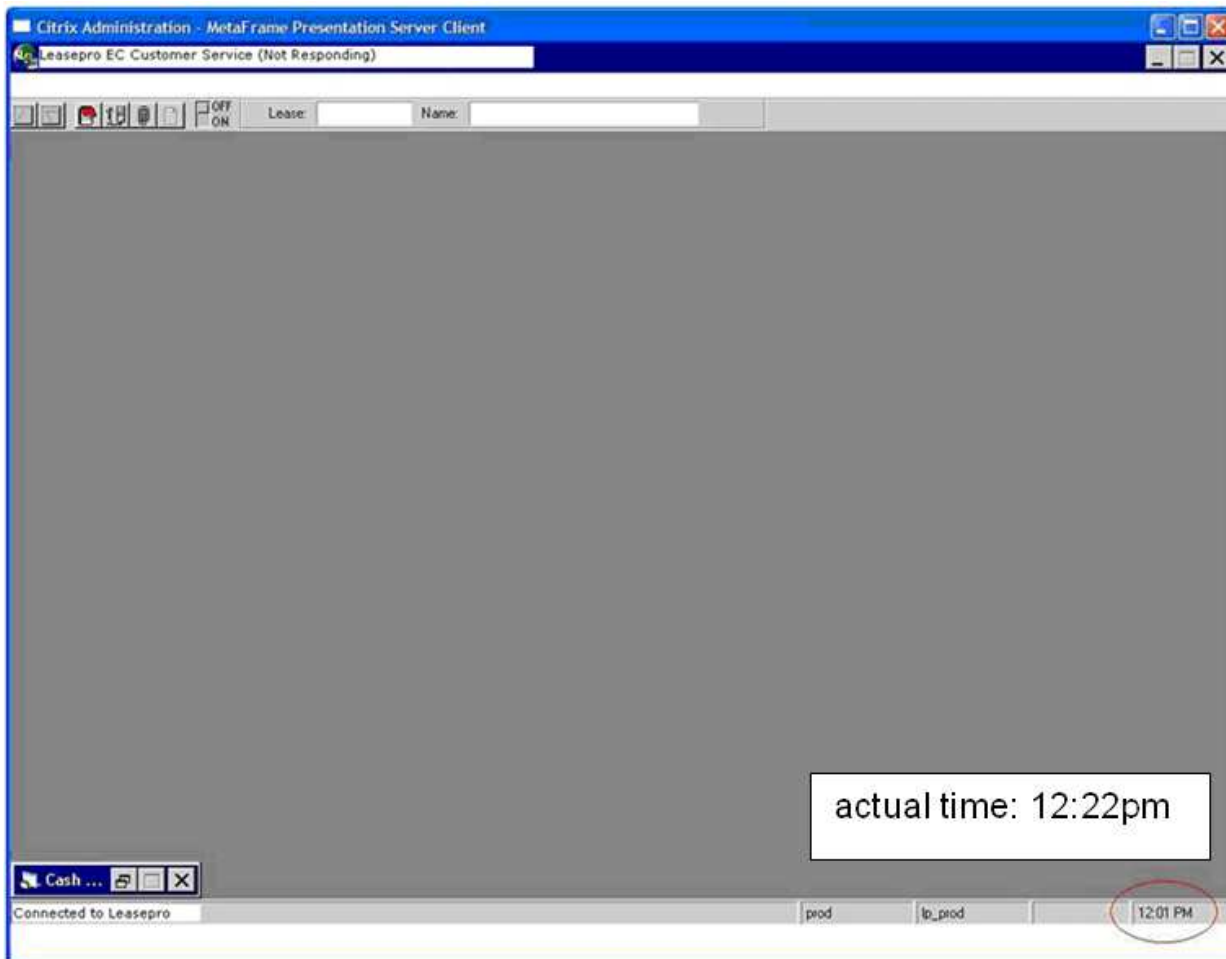 Citrix Administration - MetaFrame Presentation Server Client
Leasepro EC Customer Service (Not Responding)
OFF
ON
Lease:
Name:
actual time: 12:22pm
Cash ...
Connected to Leasepro
prod
lp_prod
12:01 PM